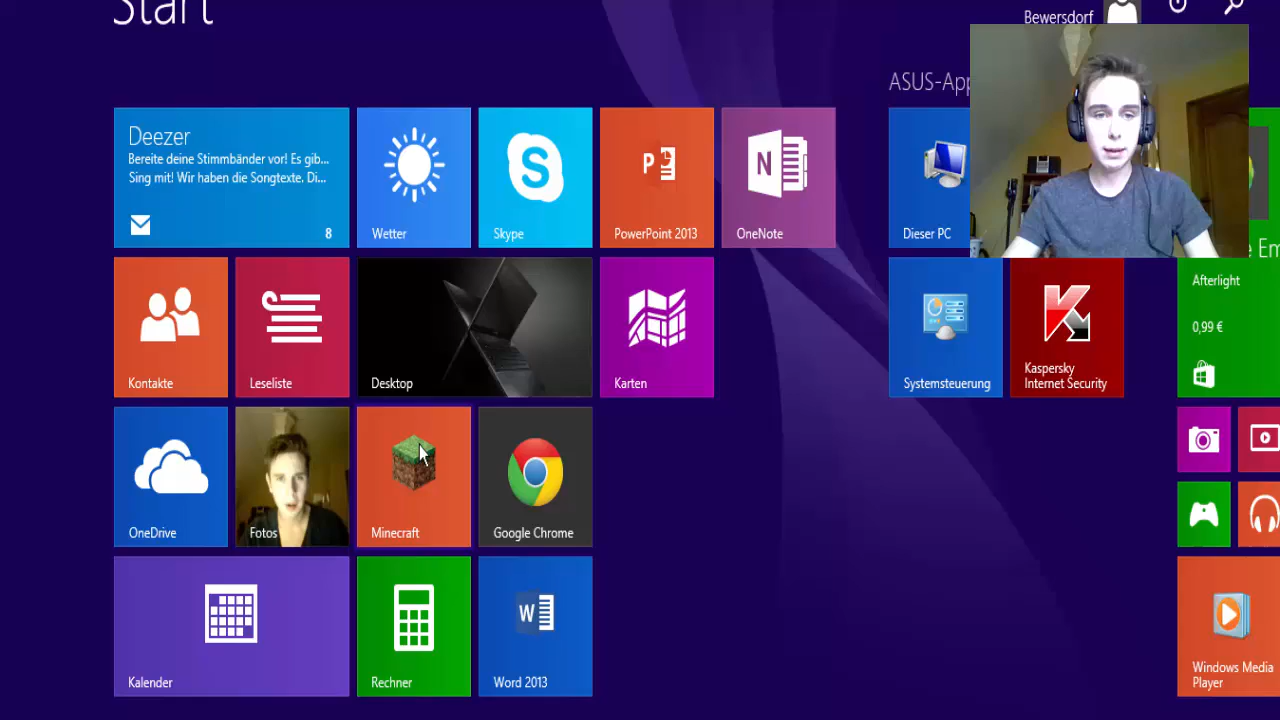 Start
Bewersdorf
ASUS-App
Deezer
Bereite deine Stimmbänder vor! Es gib...
Sing mit! Wir haben die Songtexte. Di...
8
Wetter
S
Skype
P
PowerPoint 2013
N
OneNote
Dieser PC
e Em
Kontakte
Leseliste
Desktop
Karten
Systemsteuerung
Kaspersky
Internet Security
Afterlight
0,99 €
OneDrive
Fotos
Minecraft
Google Chrome
Kalender
Rechner
W
Word 2013
Windows Media
Player